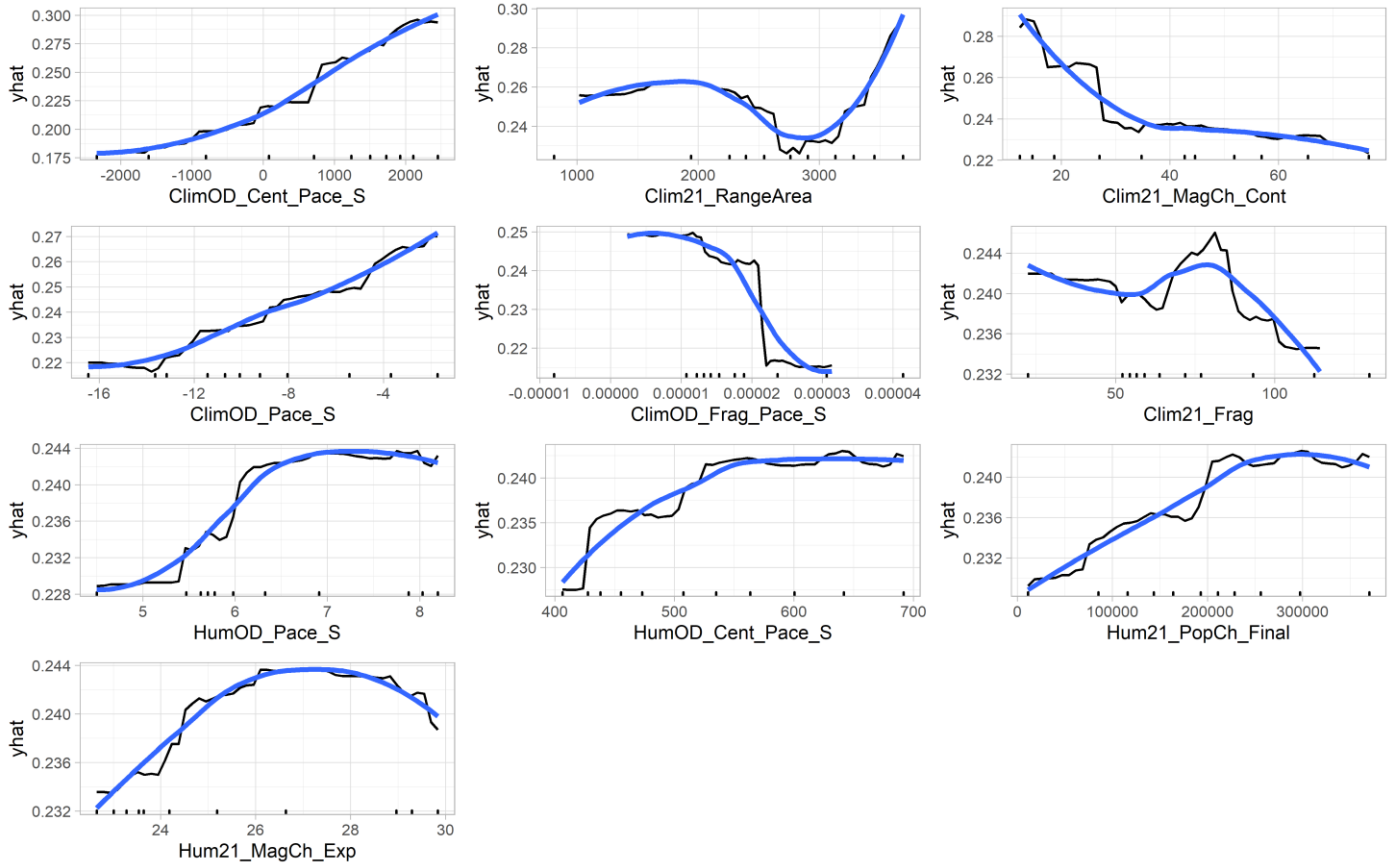 yhat
0.300
0.275
0.250
0.225
0.200
0.175
-2000 -1000 0 1000 2000
ClimOD_Cent_Pace_S
yhat
0.30
0.28
0.26
0.24
1000 2000 3000
Clim21_RangeArea
yhat
0.28
0.26
0.24
0.22
20 40 60
Clim21_MagCh_Cont
yhat
0.27
0.26
0.25
0.24
0.23
0.22
-16 -12 -8 -4
ClimOD_Pace_S
yhat
0.25
0.24
0.23
0.22
-0.00001 0.00000 0.00001 0.00002 0.00003 0.00004
ClimOD_Frag_Pace_S
yhat
0.244
0.240
0.236
0.232
50 100
Clim21_Frag
yhat
0.244
0.240
0.236
0.232
0.228
5 6 7 8
HumOD_Pace_S
yhat
0.240
0.235
0.230
400 500 600 700
HumOD_Cent_Pace_S
yhat
0.240
0.236
0.232
0 100000 200000 300000
Hum21_PopCh_Final
yhat
0.244
0.240
0.236
0.232
24 26 28 30
Hum21_MagCh_Exp